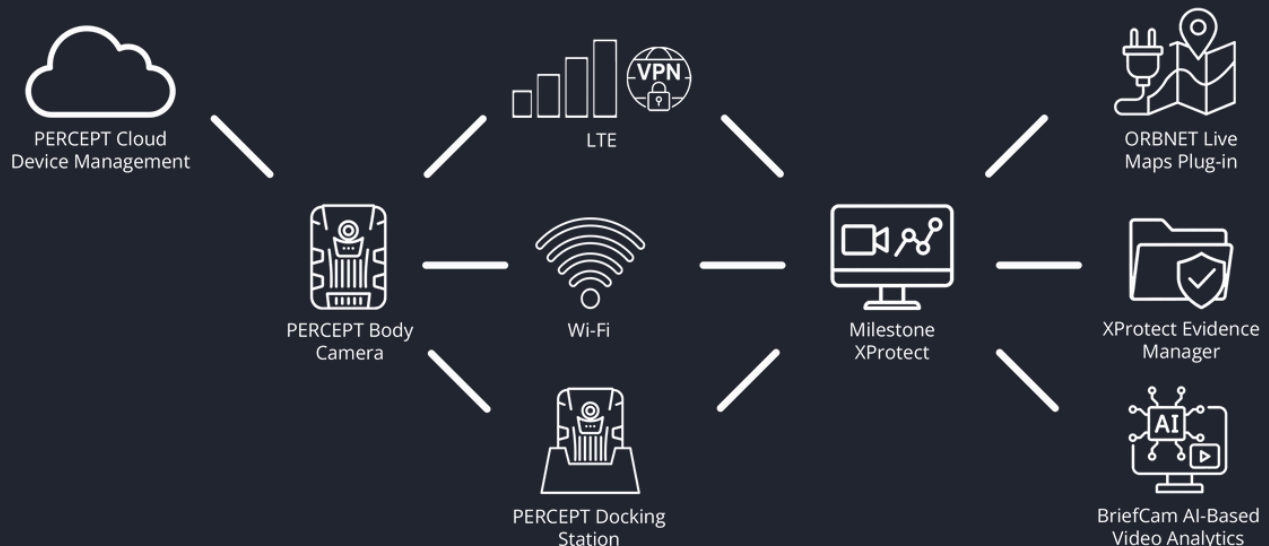 PERCEPT Cloud
Device Management
VPN
LTE
ORBNET Live
Maps Plug-in
PERCEPT Body
Camera
Wi-Fi
Milestone
XProtect
XProtect Evidence
Manager
PERCEPT Docking
Station
AI
BriefCam AI-Based
Video Analytics